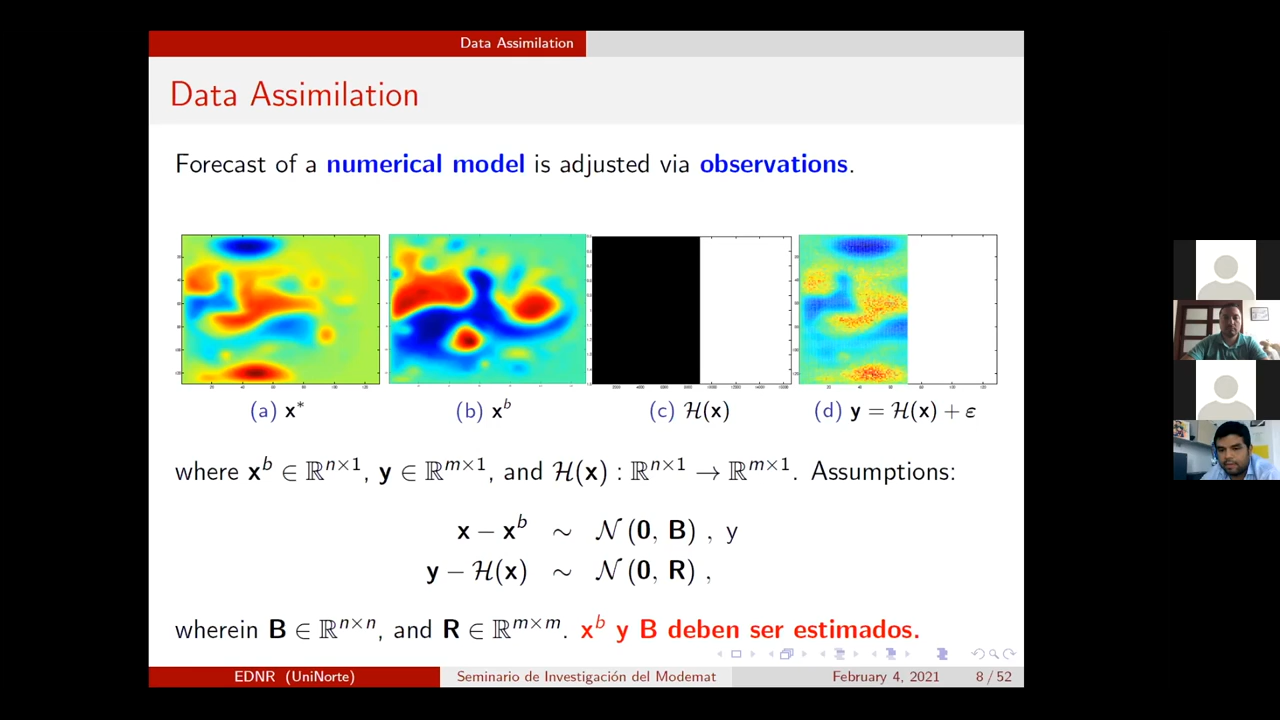 Data Assimilation
Data Assimilation
Forecast of a numerical model is adjusted via observations.
(a) x* (b) x^b (c) ℋ(x) (d) y = ℋ(x) + ε
where x^b ∈ ℝ^{n×1}, y ∈ ℝ^{m×1}, and ℋ(x) : ℝ^{n×1} → ℝ^{m×1}. Assumptions:
x − x^b ∼ 𝒩 (0, B) , y
y − ℋ(x) ∼ 𝒩 (0, R) ,
wherein B ∈ ℝ^{n×n}, and R ∈ ℝ^{m×m}. x^b y B deben ser estimados.
EDNR (UniNorte) Seminario de Investigación del Modemat February 4, 2021 8 / 52